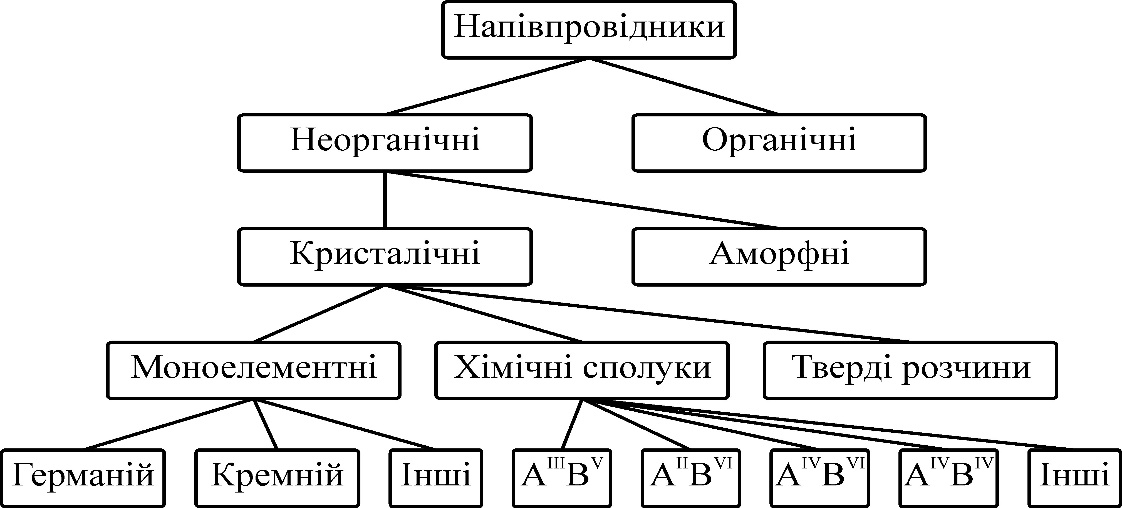 Напівпровідники
Неорганічні
Органічні
Кристалічні
Аморфні
Моноелементні
Хімічні сполуки
Тверді розчини
Германій
Кремній
Інші
AᴵᴵᴵBⱽ
AᴵᴵBⱽᴵ
AᴵⱽBⱽᴵ
AᴵⱽBᴵⱽ
Інші